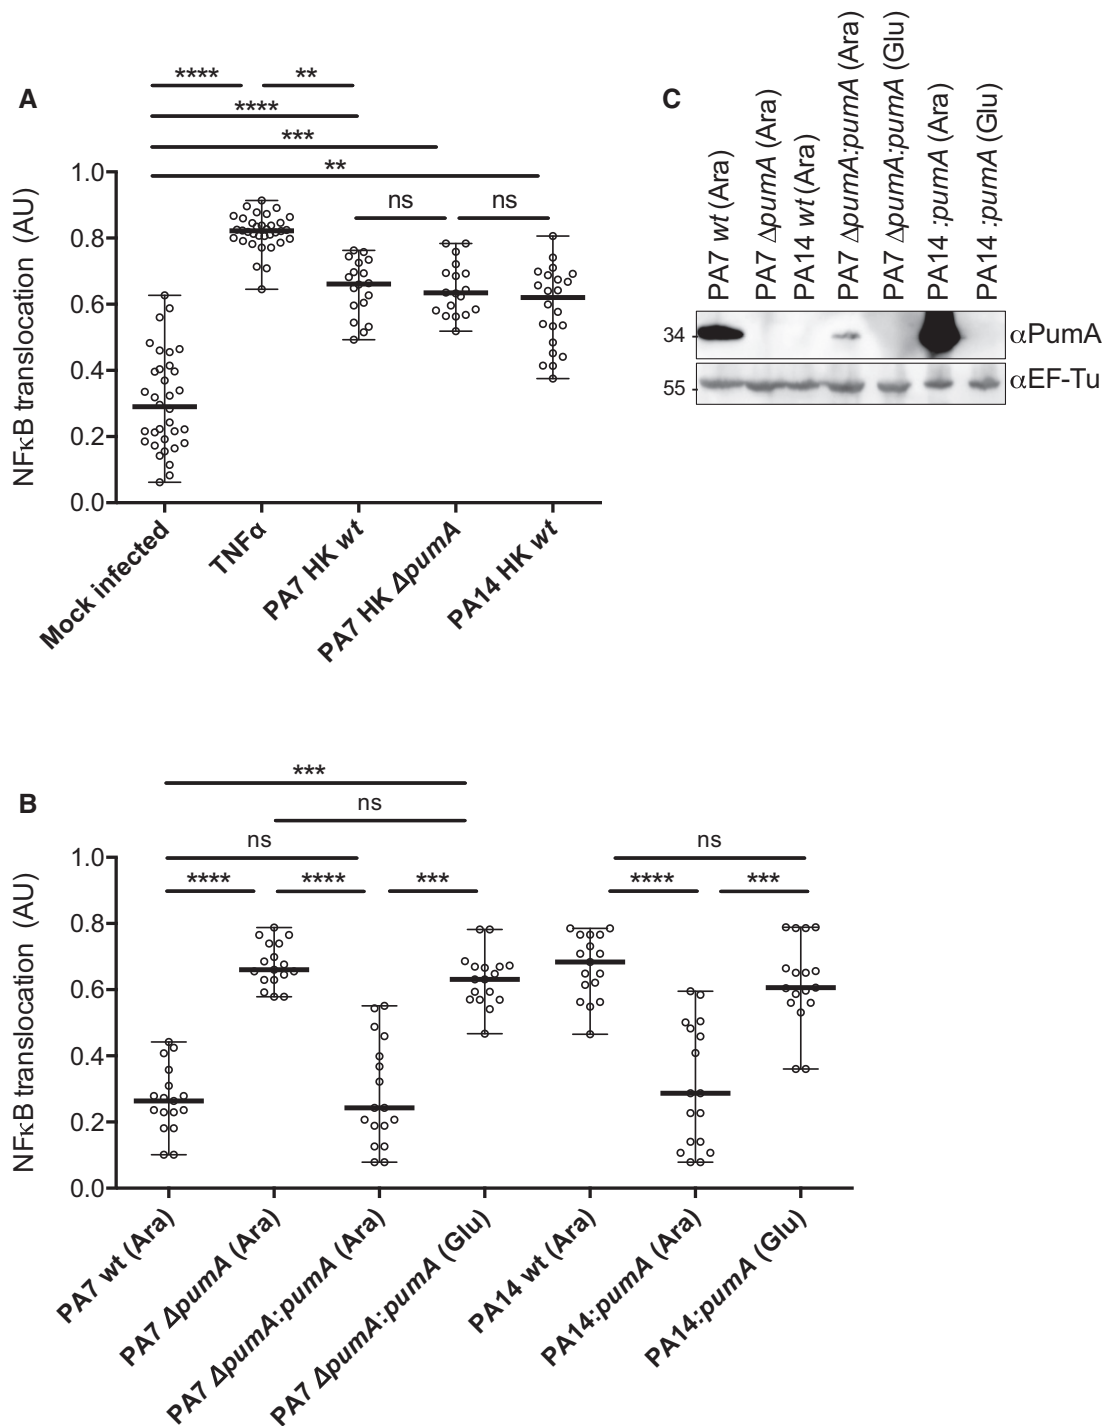 A
**** **
****
***
**
ns ns
NFκB translocation (AU)
1.0
0.8
0.6
0.4
0.2
0.0
Mock infected
TNFα
PA7 HK wt
PA7 HK ΔpumA
PA14 HK wt
C
PA7 wt (Ara)
PA7 ΔpumA (Ara)
PA14 wt (Ara)
PA7 ΔpumA:pumA (Ara)
PA7 ΔpumA:pumA (Glu)
PA14 :pumA (Ara)
PA14 :pumA (Glu)
34 αPumA
55 αEF-Tu
B
***
ns
ns ns
**** **** *** **** ***
NFκB translocation (AU)
1.0
0.8
0.6
0.4
0.2
0.0
PA7 wt (Ara)
PA7 ΔpumA (Ara)
PA7 ΔpumA:pumA (Ara)
PA7 ΔpumA:pumA (Glu)
PA14 wt (Ara)
PA14:pumA (Ara)
PA14:pumA (Glu)